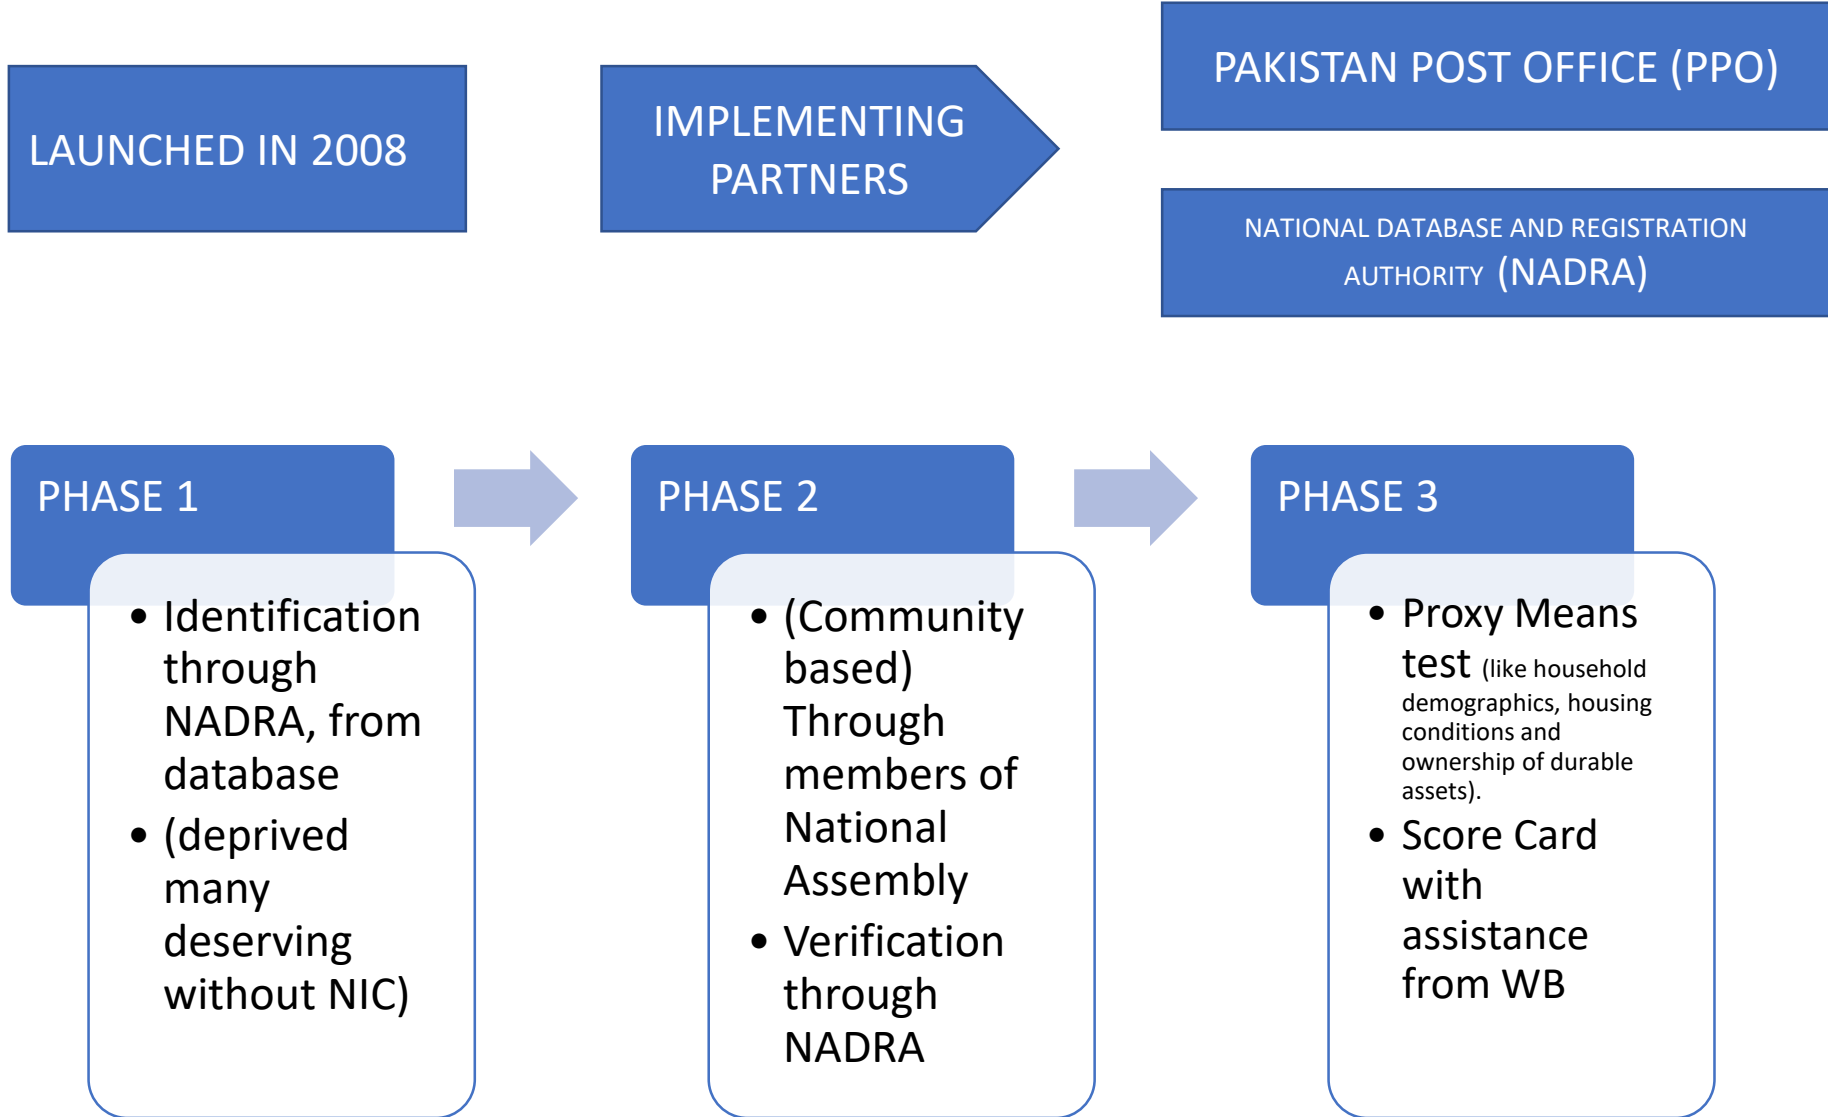 LAUNCHED IN 2008
IMPLEMENTING
PARTNERS
PAKISTAN POST OFFICE (PPO)
NATIONAL DATABASE AND REGISTRATION
AUTHORITY (NADRA)
PHASE 1
• Identification
through
NADRA, from
database
• (deprived
many
deserving
without NIC)
PHASE 2
• (Community
based)
Through
members of
National
Assembly
• Verification
through
NADRA
PHASE 3
• Proxy Means
test (like household
demographics, housing
conditions and
ownership of durable
assets).
• Score Card
with
assistance
from WB